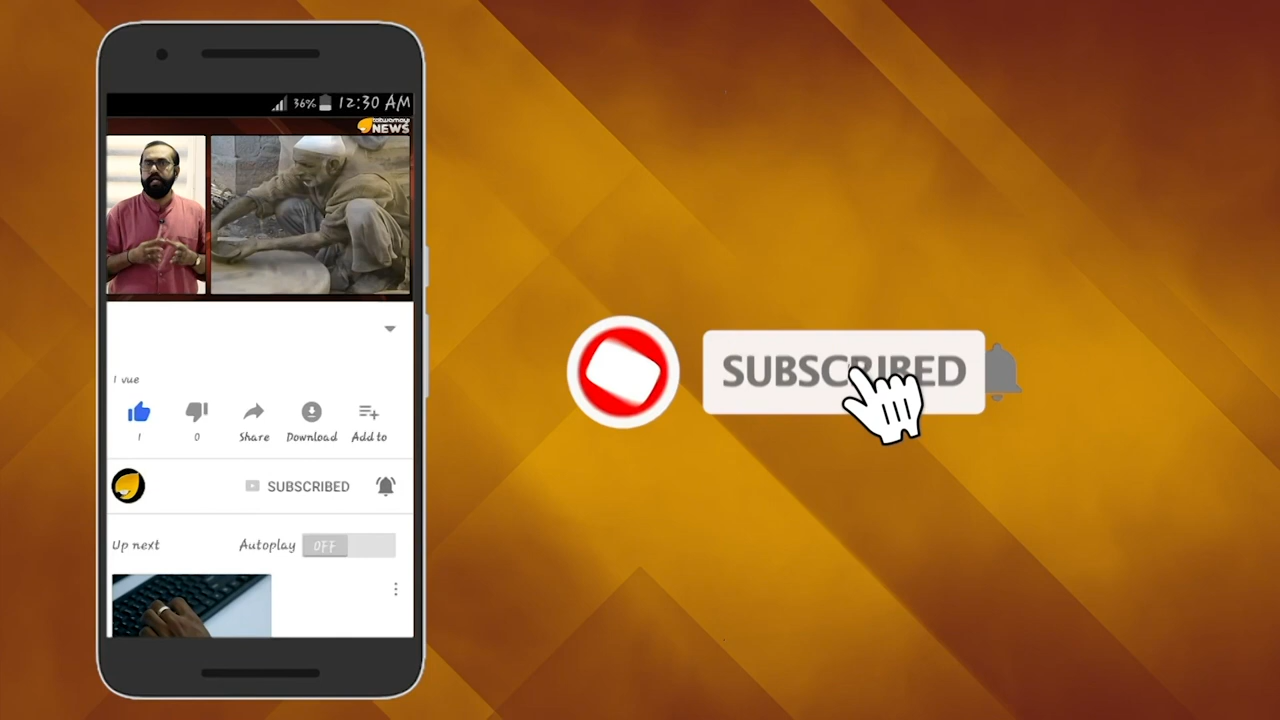 36% 12:30 AM
tatwamayi
NEWS
1 vue
1
0
Share
Download
Add to
SUBSCRIBED
Up next
Autoplay
OFF
SUBSCRIBED